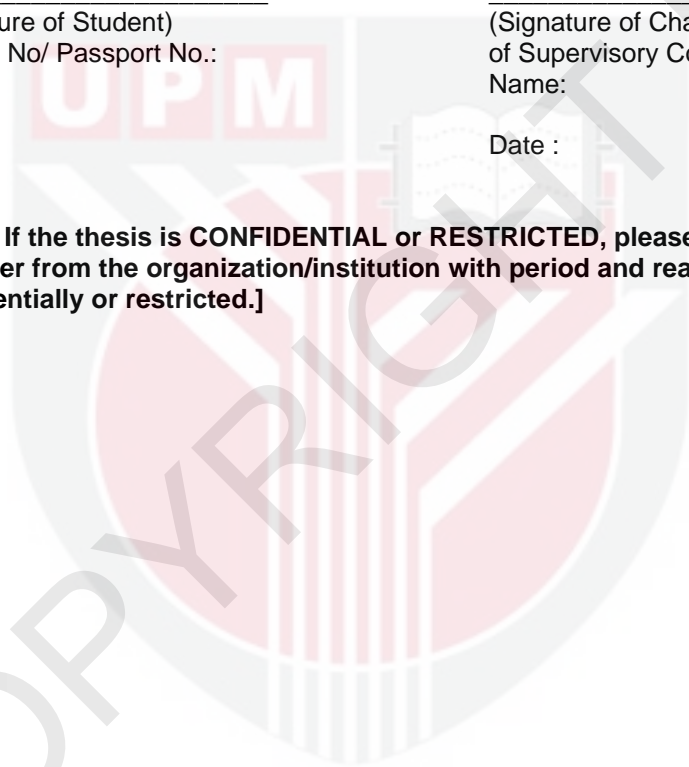 ure of Student)
No/ Passport No.:
(Signature of Cha
of Supervisory Co
Name:
Date :
UPM
If the thesis is CONFIDENTIAL or RESTRICTED, please
er from the organization/institution with period and rea
entially or restricted.]
OPYRIGHT